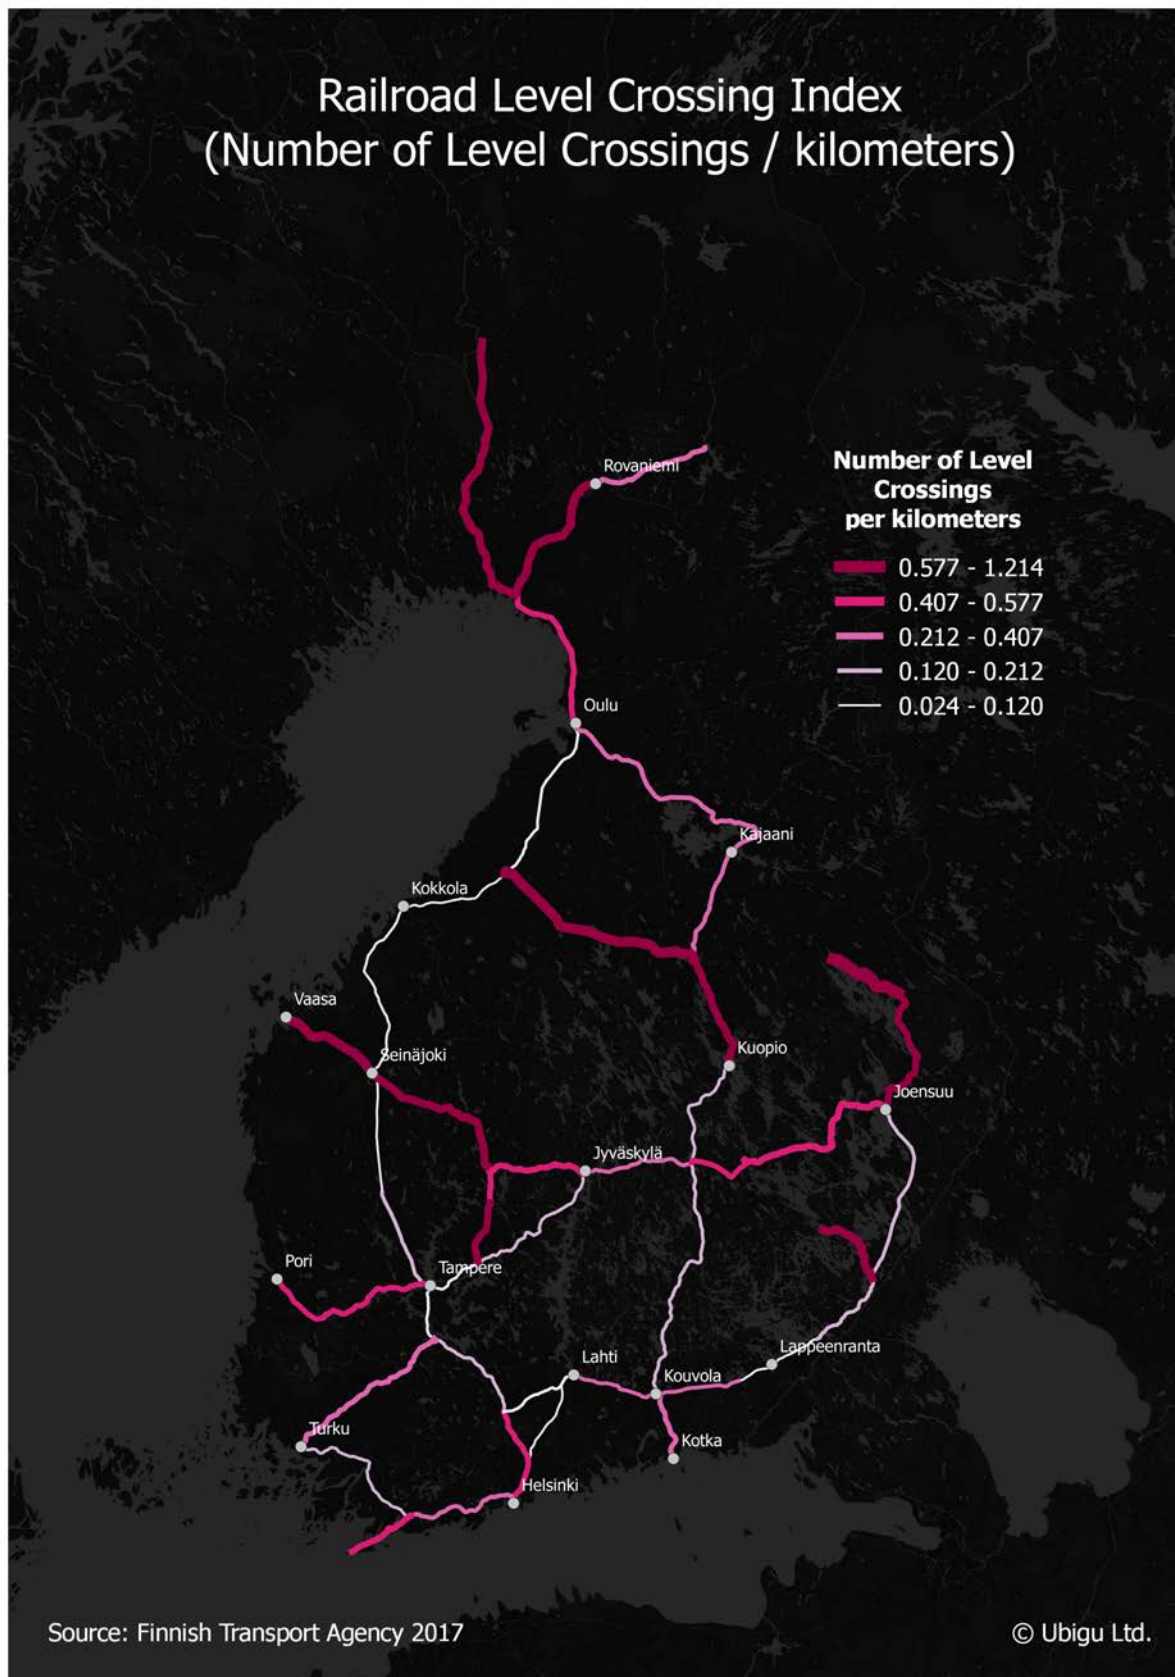 Railroad Level Crossing Index
(Number of Level Crossings / kilometers)
Rovaniemi
Number of Level
Crossings
per kilometers
0.577 - 1.214
0.407 - 0.577
0.212 - 0.407
0.120 - 0.212
0.024 - 0.120
Oulu
Kajaani
Kokkola
Vaasa
Seinäjoki
Kuopio
Joensuu
Jyväskylä
Pori
Tampere
Lahti
Lappeenranta
Kouvola
Turku
Kotka
Helsinki
Source: Finnish Transport Agency 2017
© Ubigu Ltd.